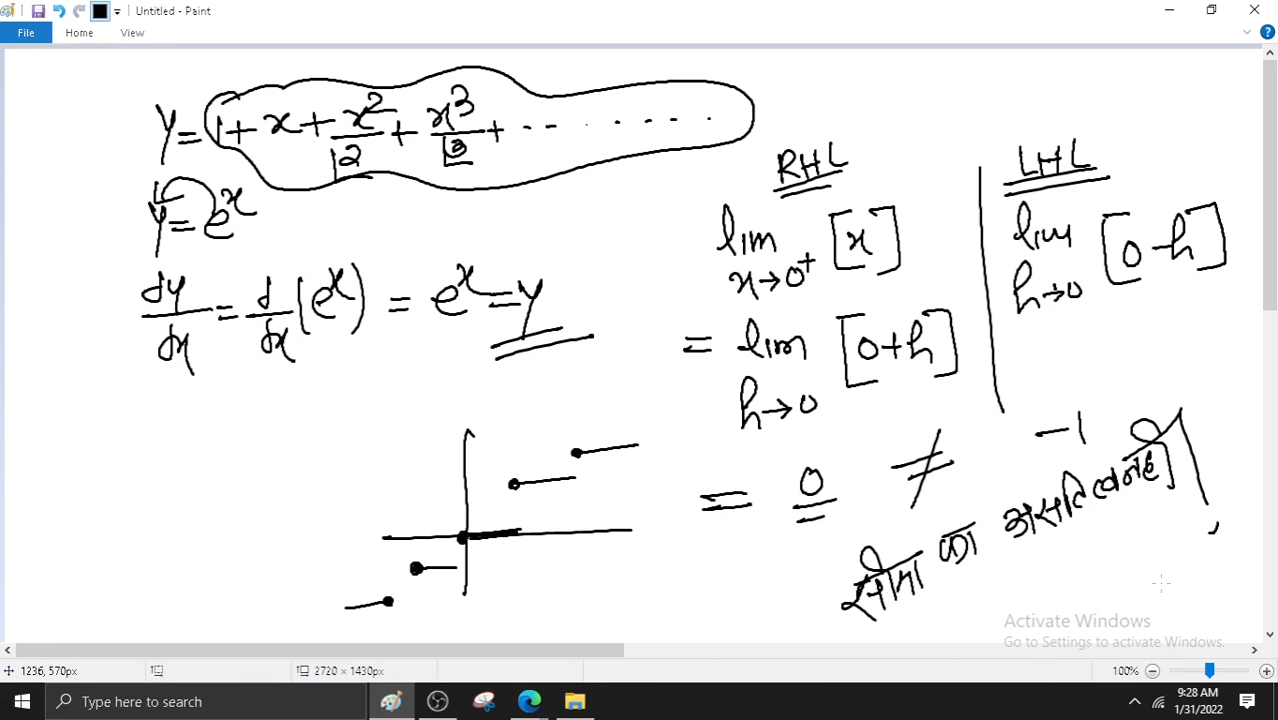 Untitled - Paint
File Home View
Y = 1 + x + x²/|2 + x³/|3 + -- · · · · ·
Y = eˣ
dy/dx = d/dx (eˣ) = eˣ = y
RHL
lim x→0⁺ [x]
= lim h→0 [0+h]
= 0 ≠ -1
LHL
lim h→0 [0-h]
सीमा का अस्तित्व नही
Activate Windows
Go to Settings to activate Windows.
1236, 570px 2720 × 1430px 100%
Type here to search
9:28 AM
1/31/2022